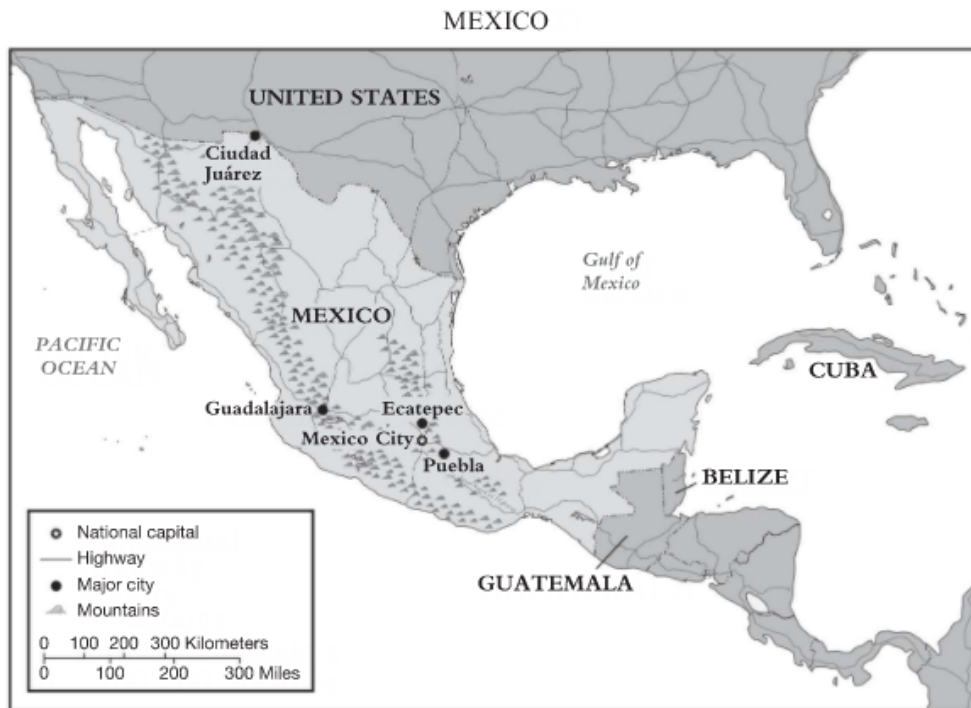 MEXICO
UNITED STATES
Ciudad
Juárez
Gulf of
Mexico
MEXICO
PACIFIC
OCEAN
CUBA
Guadalajara
Ecatepec
Mexico City
Puebla
BELIZE
GUATEMALA
National capital
Highway
Major city
Mountains
0 100 200 300 Kilometers
0 100 200 300 Miles